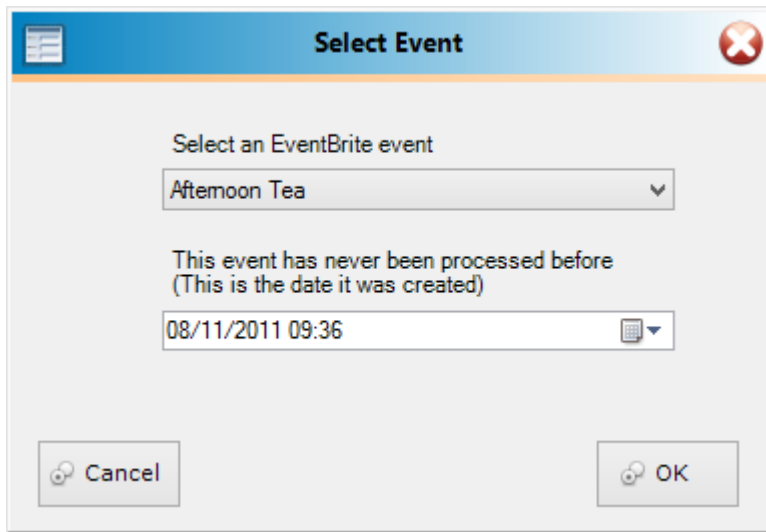 Select Event
Select an EventBrite event
Afternoon Tea
This event has never been processed before
(This is the date it was created)
08/11/2011 09:36
Cancel
OK